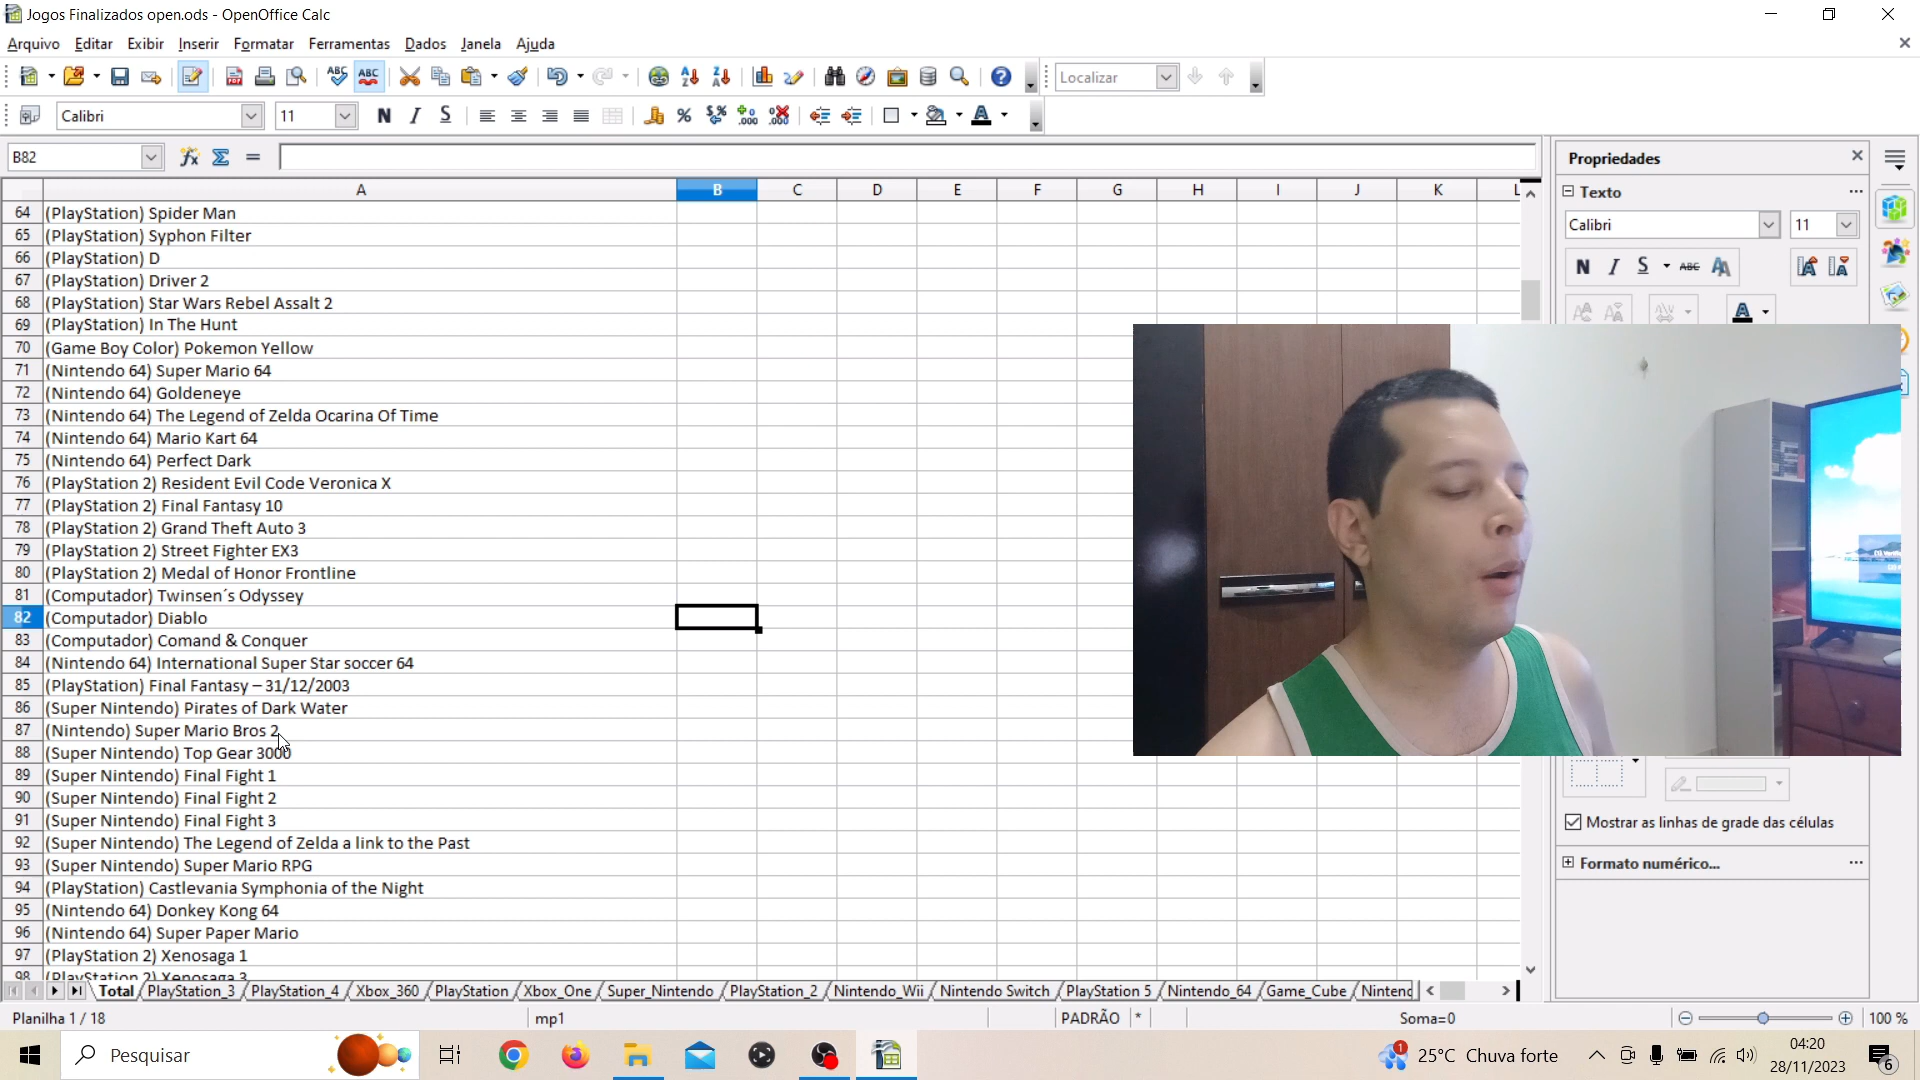 Jogos Finalizados open.ods - OpenOffice Calc
Arquivo Editar Exibir Inserir Formatar Ferramentas Dados Janela Ajuda
Localizar
Calibri 11 N I S
B82
Propriedades
Texto
Calibri 11
N I S ABC
A B C D E F G H I J K L
64 (PlayStation) Spider Man
65 (PlayStation) Syphon Filter
66 (PlayStation) D
67 (PlayStation) Driver 2
68 (PlayStation) Star Wars Rebel Assalt 2
69 (PlayStation) In The Hunt
70 (Game Boy Color) Pokemon Yellow
71 (Nintendo 64) Super Mario 64
72 (Nintendo 64) Goldeneye
73 (Nintendo 64) The Legend of Zelda Ocarina Of Time
74 (Nintendo 64) Mario Kart 64
75 (Nintendo 64) Perfect Dark
76 (PlayStation 2) Resident Evil Code Veronica X
77 (PlayStation 2) Final Fantasy 10
78 (PlayStation 2) Grand Theft Auto 3
79 (PlayStation 2) Street Fighter EX3
80 (PlayStation 2) Medal of Honor Frontline
81 (Computador) Twinsen´s Odyssey
82 (Computador) Diablo
83 (Computador) Comand & Conquer
84 (Nintendo 64) International Super Star soccer 64
85 (PlayStation) Final Fantasy – 31/12/2003
86 (Super Nintendo) Pirates of Dark Water
87 (Nintendo) Super Mario Bros 2
88 (Super Nintendo) Top Gear 3000
89 (Super Nintendo) Final Fight 1
90 (Super Nintendo) Final Fight 2
91 (Super Nintendo) Final Fight 3
92 (Super Nintendo) The Legend of Zelda a link to the Past
93 (Super Nintendo) Super Mario RPG
94 (PlayStation) Castlevania Symphonia of the Night
95 (Nintendo 64) Donkey Kong 64
96 (Nintendo 64) Super Paper Mario
97 (PlayStation 2) Xenosaga 1
98 (PlayStation 2) Xenosaga 3
Mostrar as linhas de grade das células
Formato numérico...
Total PlayStation_3 PlayStation_4 Xbox_360 PlayStation Xbox_One Super_Nintendo PlayStation_2 Nintendo_Wii Nintendo Switch PlayStation 5 Nintendo_64 Game_Cube Nintend
Planilha 1 / 18 mp1 PADRÃO * Soma=0 100 %
Pesquisar
1 25°C Chuva forte
04:20
28/11/2023
6